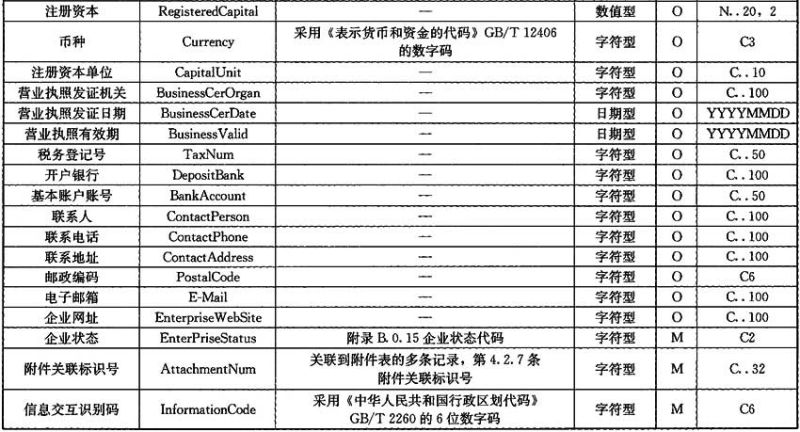 注册资本 RegisteredCapital — 数值型 O N..20,2
币种 Currency 采用《表示货币和资金的代码》GB/T 12406 的数字码 字符型 O C3
注册资本单位 CapitalUnit — 字符型 O C..10
营业执照发证机关 BusinessCerOrgan — 字符型 O C..100
营业执照发证日期 BusinessCerDate — 日期型 O YYYYMMDD
营业执照有效期 BusinessValid — 日期型 O YYYYMMDD
税务登记号 TaxNum — 字符型 O C..50
开户银行 DepositBank — 字符型 O C..100
基本账户账号 BankAccount — 字符型 O C..50
联系人 ContactPerson — 字符型 O C..100
联系电话 ContactPhone — 字符型 O C..100
联系地址 ContactAddress — 字符型 O C..100
邮政编码 PostalCode — 字符型 O C6
电子邮箱 E-Mail — 字符型 O C..100
企业网址 EnterpriseWebSite — 字符型 O C..100
企业状态 EnterPriseStatus 附录 B.0.15 企业状态代码 字符型 M C2
附件关联标识号 AttachmentNum 关联到附件表的多条记录，第 4.2.7 条 附件关联标识号 字符型 M C..32
信息交互识别码 InformationCode 采用《中华人民共和国行政区划代码》 GB/T 2260 的 6 位数字码 字符型 M C6